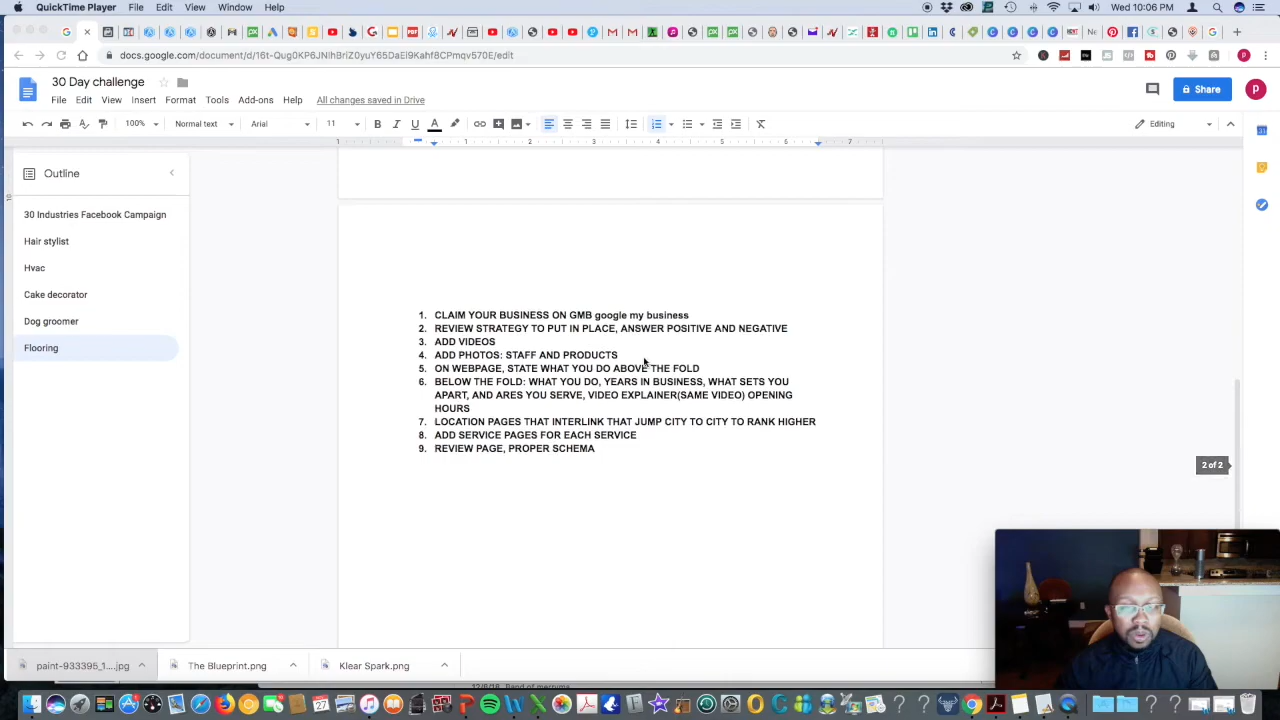 QuickTime Player File Edit View Window Help
Wed 10:06 PM
docs.google.com/document/d/16t-Qug0KP6JNIhBriZ0yuY65DaEl9Kahf8CPmqv570E/edit
30 Day challenge
File Edit View Insert Format Tools Add-ons Help All changes saved in Drive
Share
P
100% Normal text Arial 11 Editing
Outline
30 Industries Facebook Campaign
Hair stylist
Hvac
Cake decorator
Dog groomer
Flooring
1. CLAIM YOUR BUSINESS ON GMB google my business
2. REVIEW STRATEGY TO PUT IN PLACE, ANSWER POSITIVE AND NEGATIVE
3. ADD VIDEOS
4. ADD PHOTOS: STAFF AND PRODUCTS
5. ON WEBPAGE, STATE WHAT YOU DO ABOVE THE FOLD
6. BELOW THE FOLD: WHAT YOU DO, YEARS IN BUSINESS, WHAT SETS YOU
APART, AND ARES YOU SERVE, VIDEO EXPLAINER(SAME VIDEO) OPENING
HOURS
7. LOCATION PAGES THAT INTERLINK THAT JUMP CITY TO CITY TO RANK HIGHER
8. ADD SERVICE PAGES FOR EACH SERVICE
9. REVIEW PAGE, PROPER SCHEMA
2 of 2
paint-933395_1....jpg The Blueprint.png Klear Spark.png